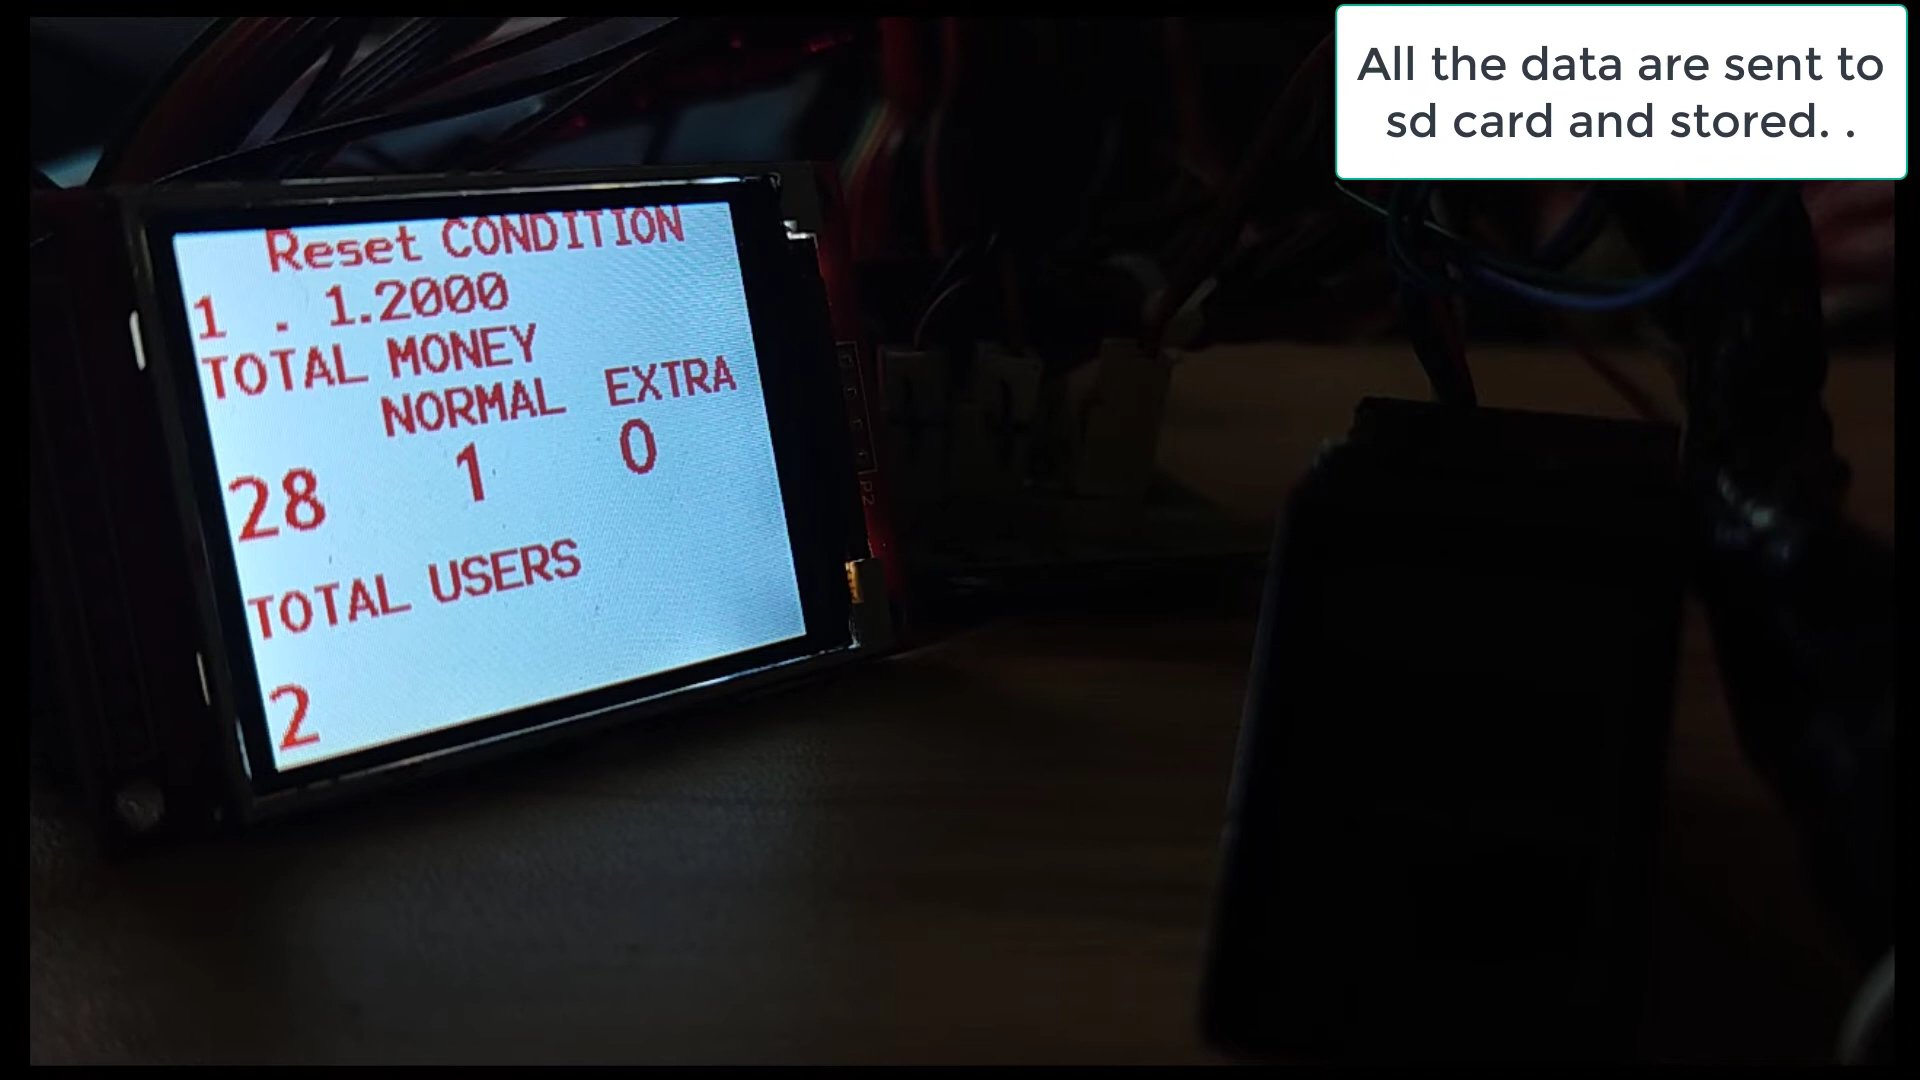 All the data are sent to
sd card and stored. .
Reset CONDITION
1 . 1.2000
TOTAL MONEY
NORMAL EXTRA
28 1 0
TOTAL USERS
2